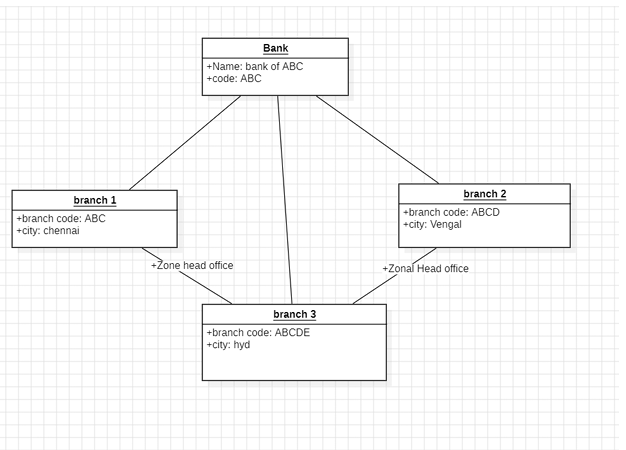 Bank
+Name: bank of ABC
+code: ABC
branch 1
+branch code: ABC
+city: chennai
branch 2
+branch code: ABCD
+city: Vengal
+Zone head office
+Zonal Head office
branch 3
+branch code: ABCDE
+city: hyd